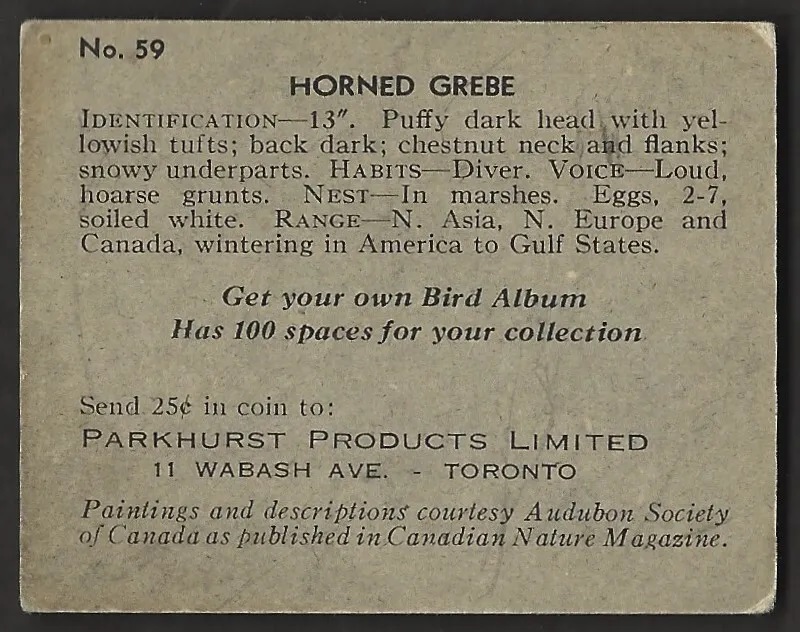 No. 59
HORNED GREBE
IDENTIFICATION—13". Puffy dark head with yel-
lowish tufts; back dark; chestnut neck and flanks;
snowy underparts. HABITS—Diver. VOICE—Loud,
hoarse grunts. NEST—In marshes. Eggs, 2-7,
soiled white. RANGE—N. Asia, N. Europe and
Canada, wintering in America to Gulf States.
Get your own Bird Album
Has 100 spaces for your collection
Send 25¢ in coin to:
PARKHURST PRODUCTS LIMITED
11 WABASH AVE. - TORONTO
Paintings and descriptions courtesy Audubon Society
of Canada as published in Canadian Nature Magazine.